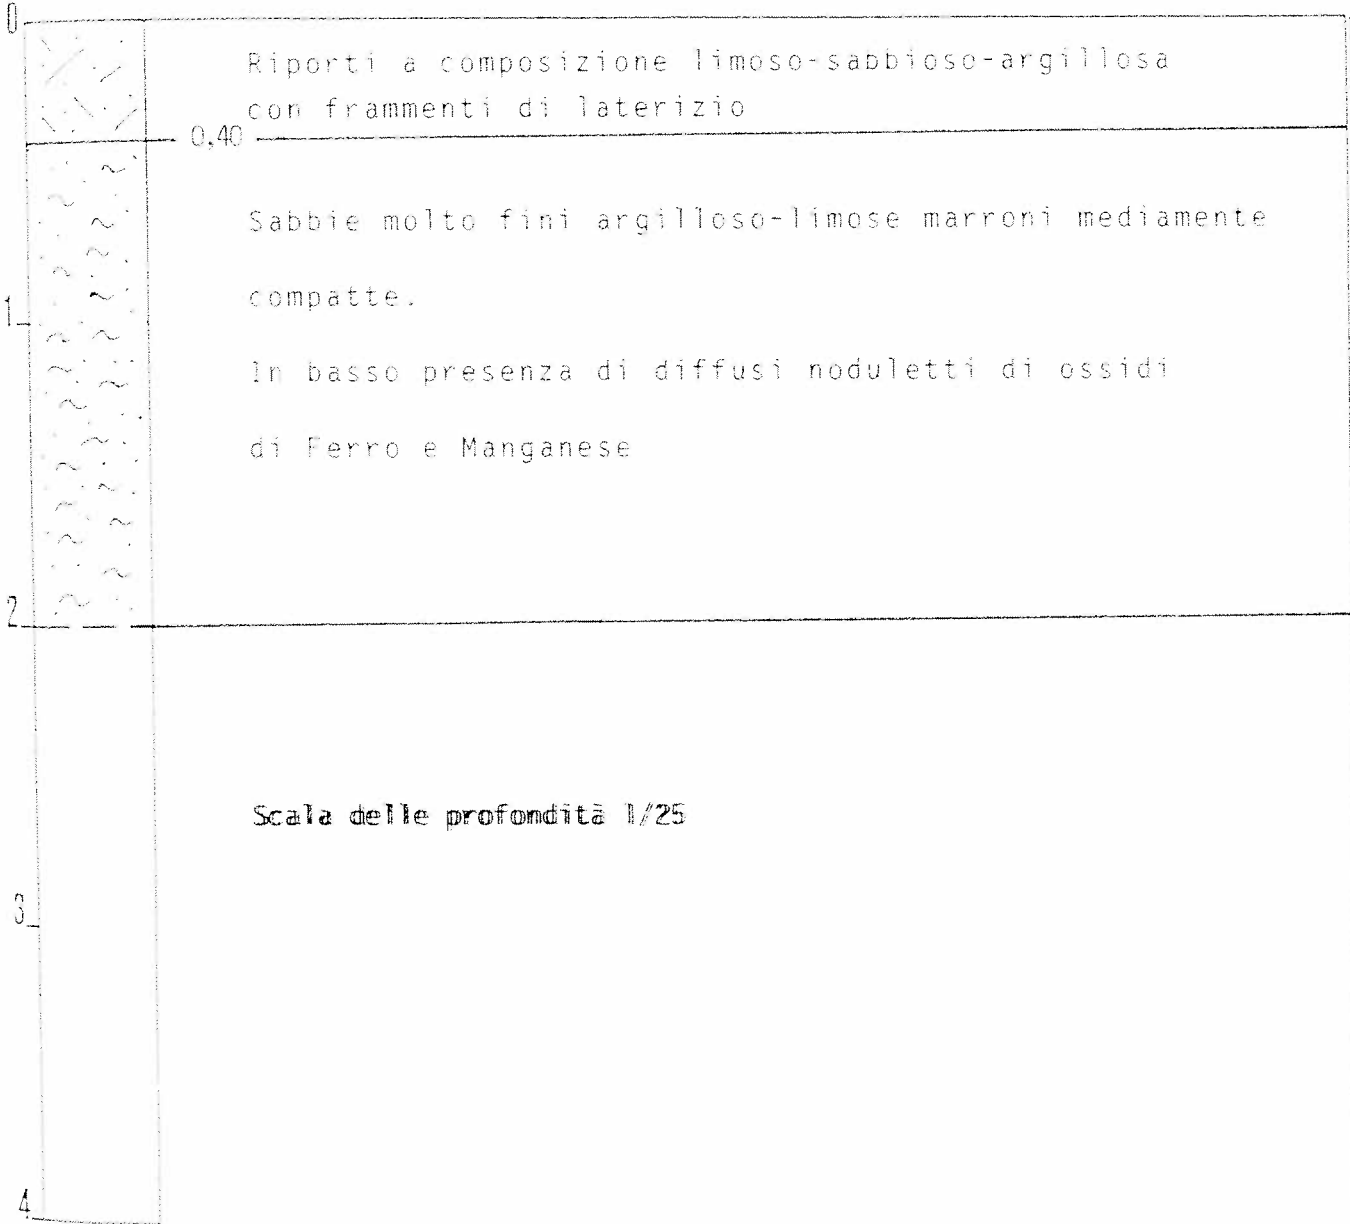 0
Riporti a composizione limoso-sabbioso-argillosa
con frammenti di laterizio
0,40
Sabbie molto fini argilloso-limose marroni mediamente
1
compatte.
In basso presenza di diffusi noduletti di ossidi
di Ferro e Manganese
2
Scala delle profondità 1/25
3
4